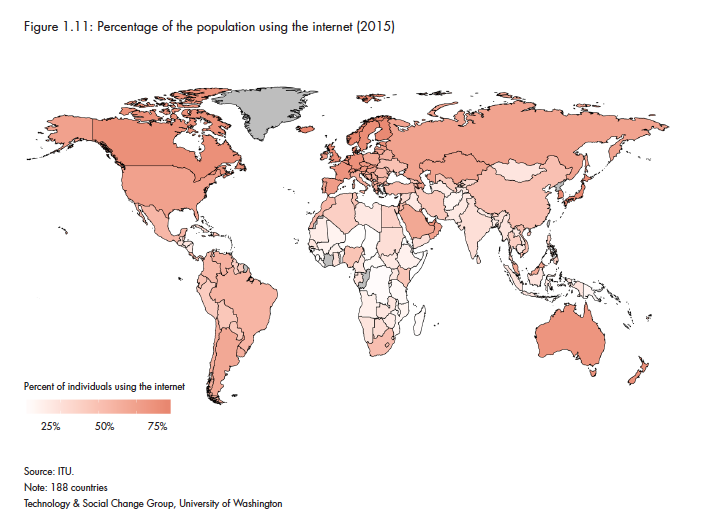 Figure 1.11: Percentage of the population using the internet (2015)
Percent of individuals using the internet
25% 50% 75%
Source: ITU.
Note: 188 countries
Technology & Social Change Group, University of Washington